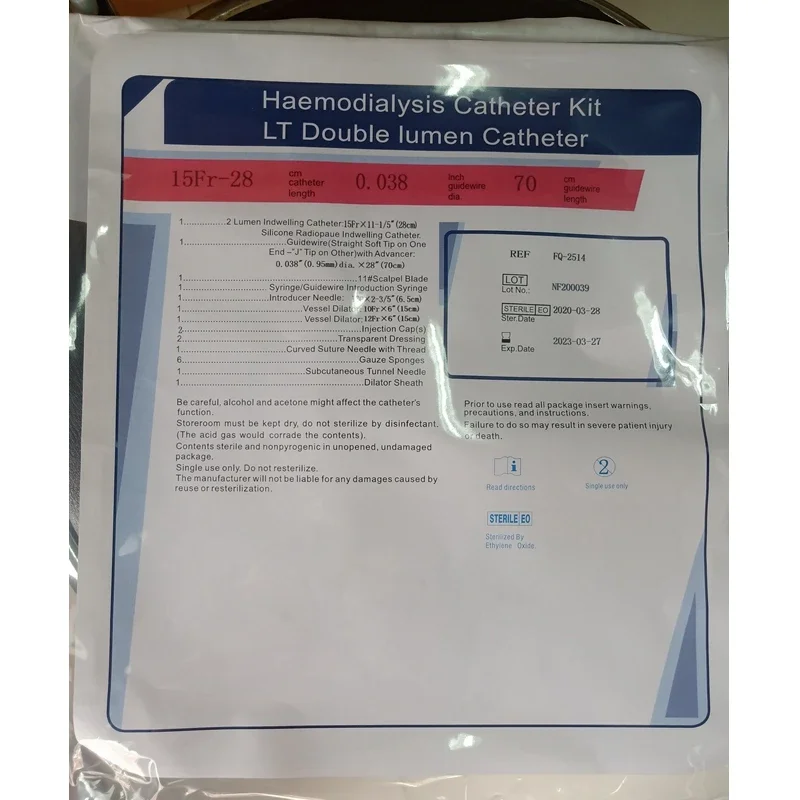 Haemodialysis Catheter Kit
LT Double lumen Catheter
15Fr-28 cm catheter length 0.038 inch guidewire dia. 70 cm guidewire length
1..............2 Lumen Indwelling Catheter:15Fr×11-1/5"(28cm)
Silicone Radiopaue Indwelling Catheter.
1.........................Guidewire(Straight Soft Tip on One
End –"J" Tip on Other)with Advancer:
0.038"(0.95mm)dia. ×28"(70cm)
1..........................................11#Scalpel Blade
1.....................Syringe/Guidewire Introduction Syringe
1.....................Introducer Needle: ×2-3/5"(6.5cm)
1.............................Vessel Dilator:10Fr×6"(15cm)
1............................. Vessel Dilator:12Fr×6"(15cm)
2...........................................Injection Cap(s)
2.....................................Transparent Dressing
1........................Curved Suture Needle with Thread
6..........................................Gauze Sponges
1.............................Subcutaneous Tunnel Needle
1...........................................Dilator Sheath
REF FQ-2514
LOT
Lot No.: NF200039
STERILE EO
Ster.Date 2020-03-28
Exp.Date 2023-03-27
Be careful, alcohol and acetone might affect the catheter's
function.
Storeroom must be kept dry, do not sterilize by disinfectant.
(The acid gas would corrade the contents).
Contents sterile and nonpyrogenic in unopened, undamaged
package.
Single use only. Do not resterilize.
The manufacturer will not be liable for any damages caused by
reuse or resterilization.
Prior to use read all package insert warnings,
precautions, and instructions.
Failure to do so may result in severe patient injury
or death.
i
Read directions
2
Single use only
STERILE EO
Sterilized By
Ethylene Oxide.